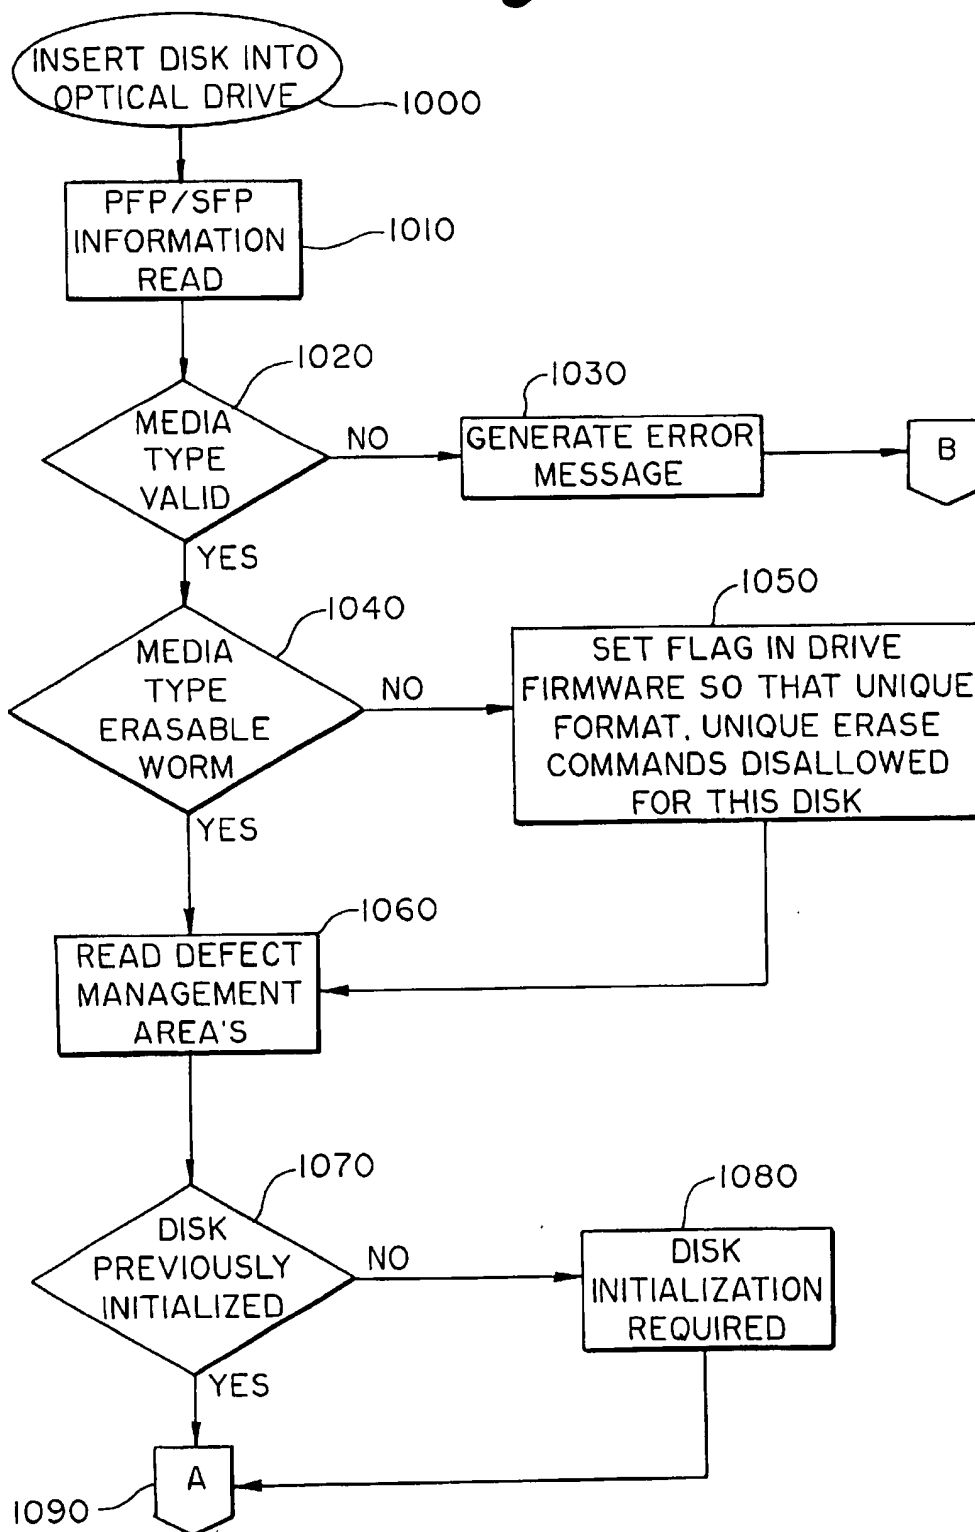 INSERT DISK INTO
OPTICAL DRIVE
1000
PFP/SFP
INFORMATION
READ
1010
1020
MEDIA
TYPE
VALID
NO
1030
GENERATE ERROR
MESSAGE
B
YES
1040
MEDIA
TYPE
ERASABLE
WORM
NO
1050
SET FLAG IN DRIVE
FIRMWARE SO THAT UNIQUE
FORMAT, UNIQUE ERASE
COMMANDS DISALLOWED
FOR THIS DISK
YES
1060
READ DEFECT
MANAGEMENT
AREA'S
1070
DISK
PREVIOUSLY
INITIALIZED
NO
1080
DISK
INITIALIZATION
REQUIRED
YES
A
1090